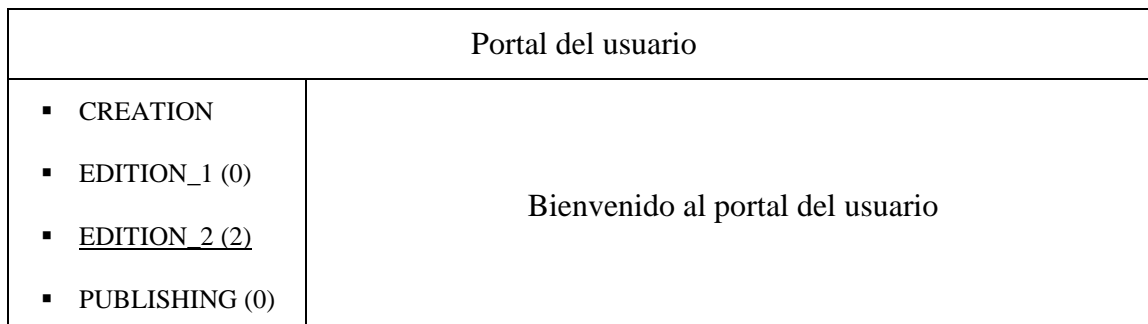 Portal del usuario
▪ CREATION
▪ EDITION_1 (0)
▪ EDITION_2 (2)
▪ PUBLISHING (0)
Bienvenido al portal del usuario